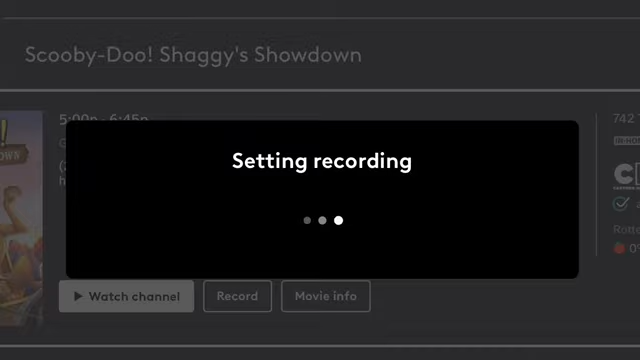 Scooby-Doo! Shaggy's Showdown
5:00p - 6:45p
742
Setting recording
Watch channel
Record
Movie info